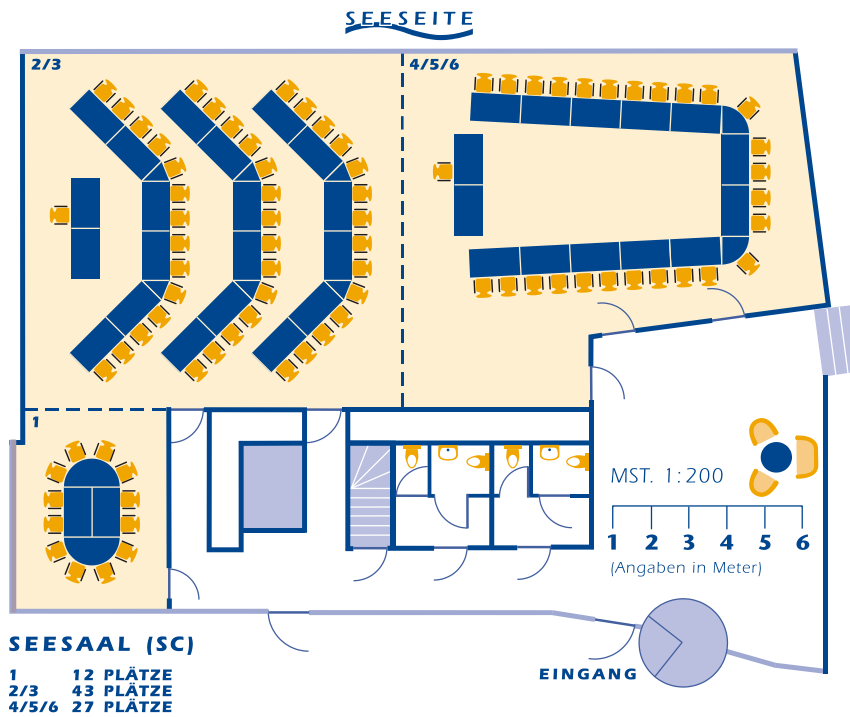 SEESEITE
2/3
4/5/6
1
MST. 1:200
1 2 3 4 5 6
(Angaben in Meter)
SEESAAL (SC)
EINGANG
1 12 PLÄTZE
2/3 43 PLÄTZE
4/5/6 27 PLÄTZE